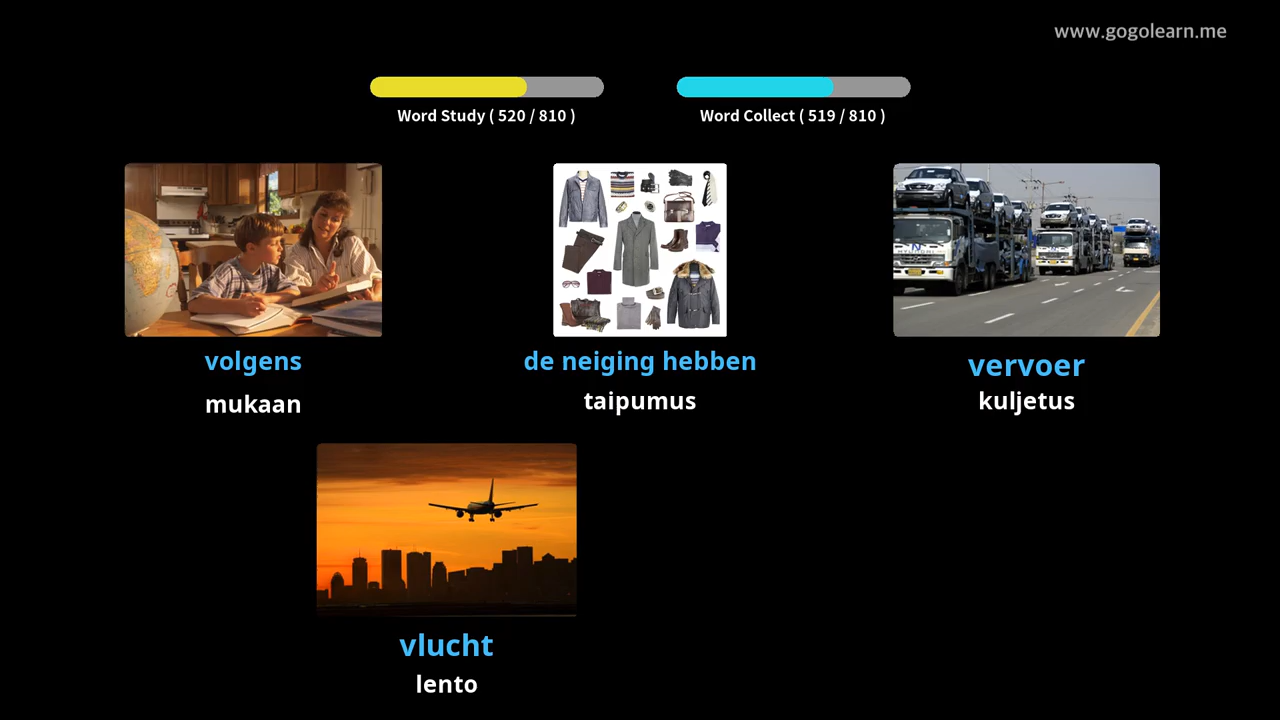 www.gogolearn.me
Word Study ( 520 / 810 )
Word Collect ( 519 / 810 )
volgens
mukaan
de neiging hebben
taipumus
vervoer
kuljetus
vlucht
lento